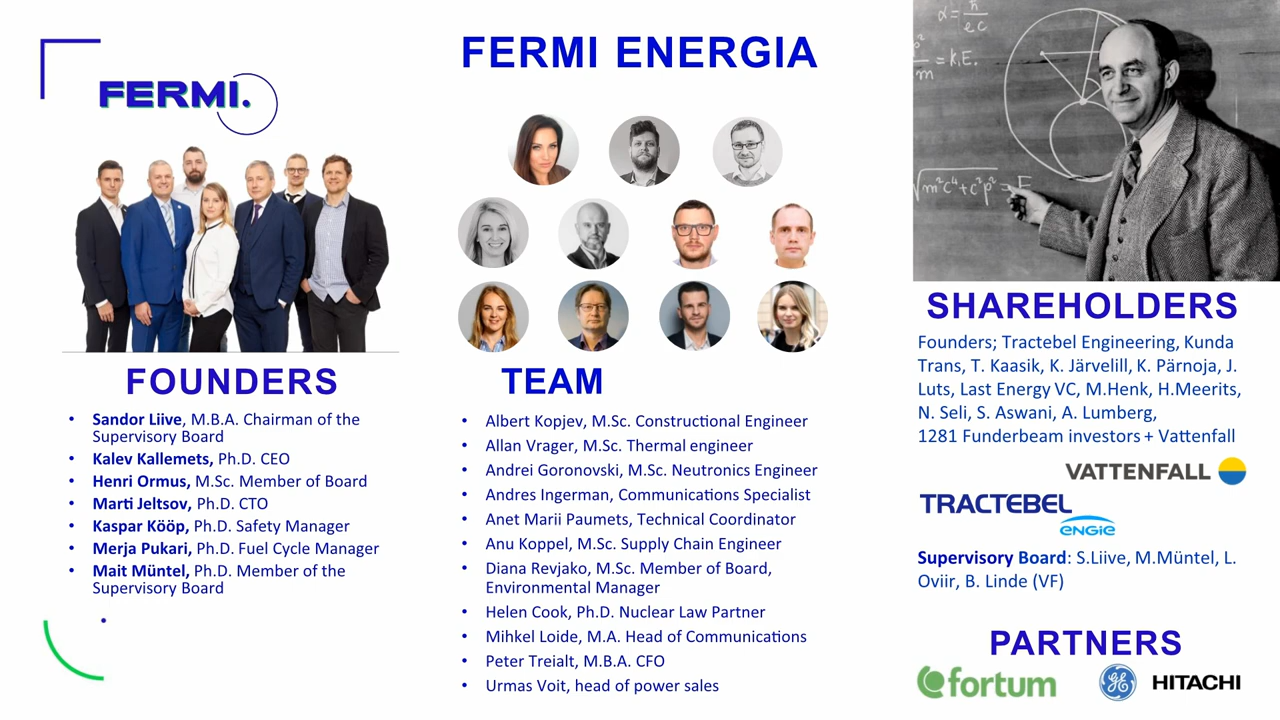 FERMI.
FOUNDERS
• Sandor Liive, M.B.A. Chairman of the
Supervisory Board
• Kalev Kallemets, Ph.D. CEO
• Henri Ormus, M.Sc. Member of Board
• Marti Jeltsov, Ph.D. CTO
• Kaspar Kööp, Ph.D. Safety Manager
• Merja Pukari, Ph.D. Fuel Cycle Manager
• Mait Müntel, Ph.D. Member of the
Supervisory Board
•
FERMI ENERGIA
TEAM
• Albert Kopjev, M.Sc. Constructional Engineer
• Allan Vrager, M.Sc. Thermal engineer
• Andrei Goronovski, M.Sc. Neutronics Engineer
• Andres Ingerman, Communications Specialist
• Anet Marii Paumets, Technical Coordinator
• Anu Koppel, M.Sc. Supply Chain Engineer
• Diana Revjako, M.Sc. Member of Board,
Environmental Manager
• Helen Cook, Ph.D. Nuclear Law Partner
• Mihkel Loide, M.A. Head of Communications
• Peter Treialt, M.B.A. CFO
• Urmas Voit, head of power sales
α = ℏ
ec
p²
m = k.E.
√m²c⁴+c²p² = E
SHAREHOLDERS
Founders; Tractebel Engineering, Kunda
Trans, T. Kaasik, K. Järvelill, K. Pärnoja, J.
Luts, Last Energy VC, M.Henk, H.Meerits,
N. Seli, S. Aswani, A. Lumberg,
1281 Funderbeam investors + Vattenfall
VATTENFALL
TRACTEBEL
ENGIE
Supervisory Board: S.Liive, M.Müntel, L.
Oviir, B. Linde (VF)
PARTNERS
fortum
GE HITACHI